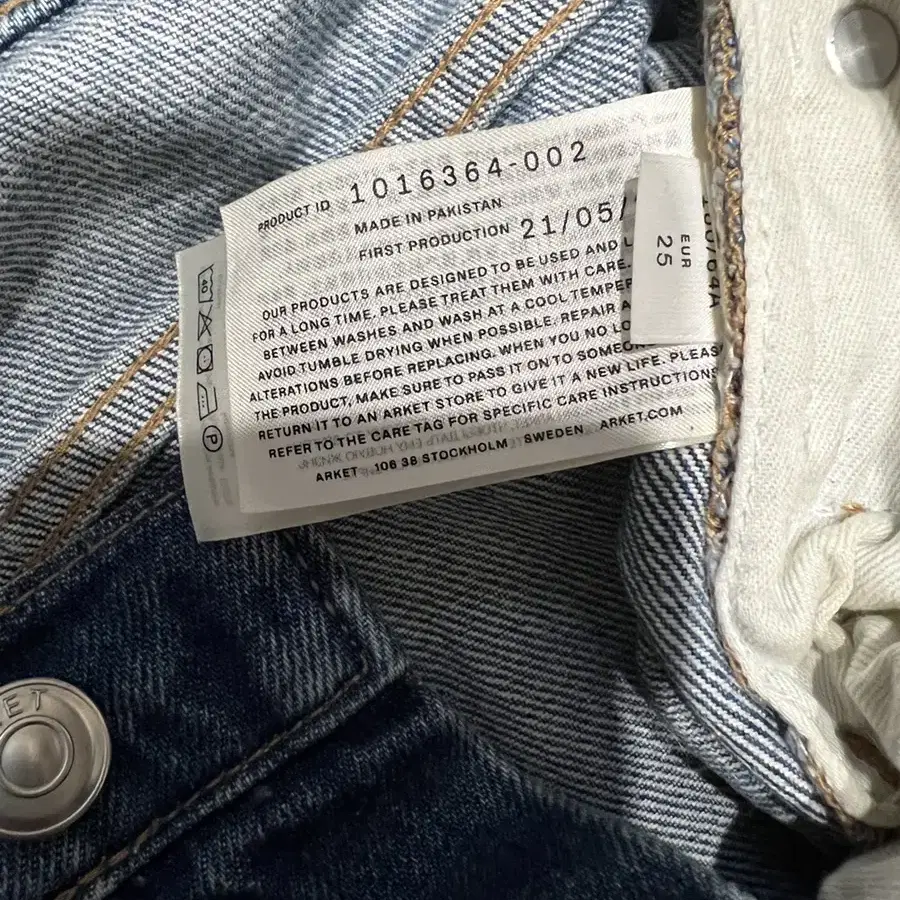 PRODUCT ID 1016364-002
MADE IN PAKISTAN
FIRST PRODUCTION 21/05/
OUR PRODUCTS ARE DESIGNED TO BE USED AND
FOR A LONG TIME. PLEASE TREAT THEM WITH CARE.
BETWEEN WASHES AND WASH AT A COOL TEMPER
AVOID TUMBLE DRYING WHEN POSSIBLE. REPAIR A
ALTERATIONS BEFORE REPLACING. WHEN YOU NO LO
THE PRODUCT, MAKE SURE TO PASS IT ON TO SOMEON
RETURN IT TO AN ARKET STORE TO GIVE IT A NEW LIFE. PLEAS
REFER TO THE CARE TAG FOR SPECIFIC CARE INSTRUCTIONS
ARKET 106 38 STOCKHOLM SWEDEN ARKET.COM
EUR
25
40
P
ET